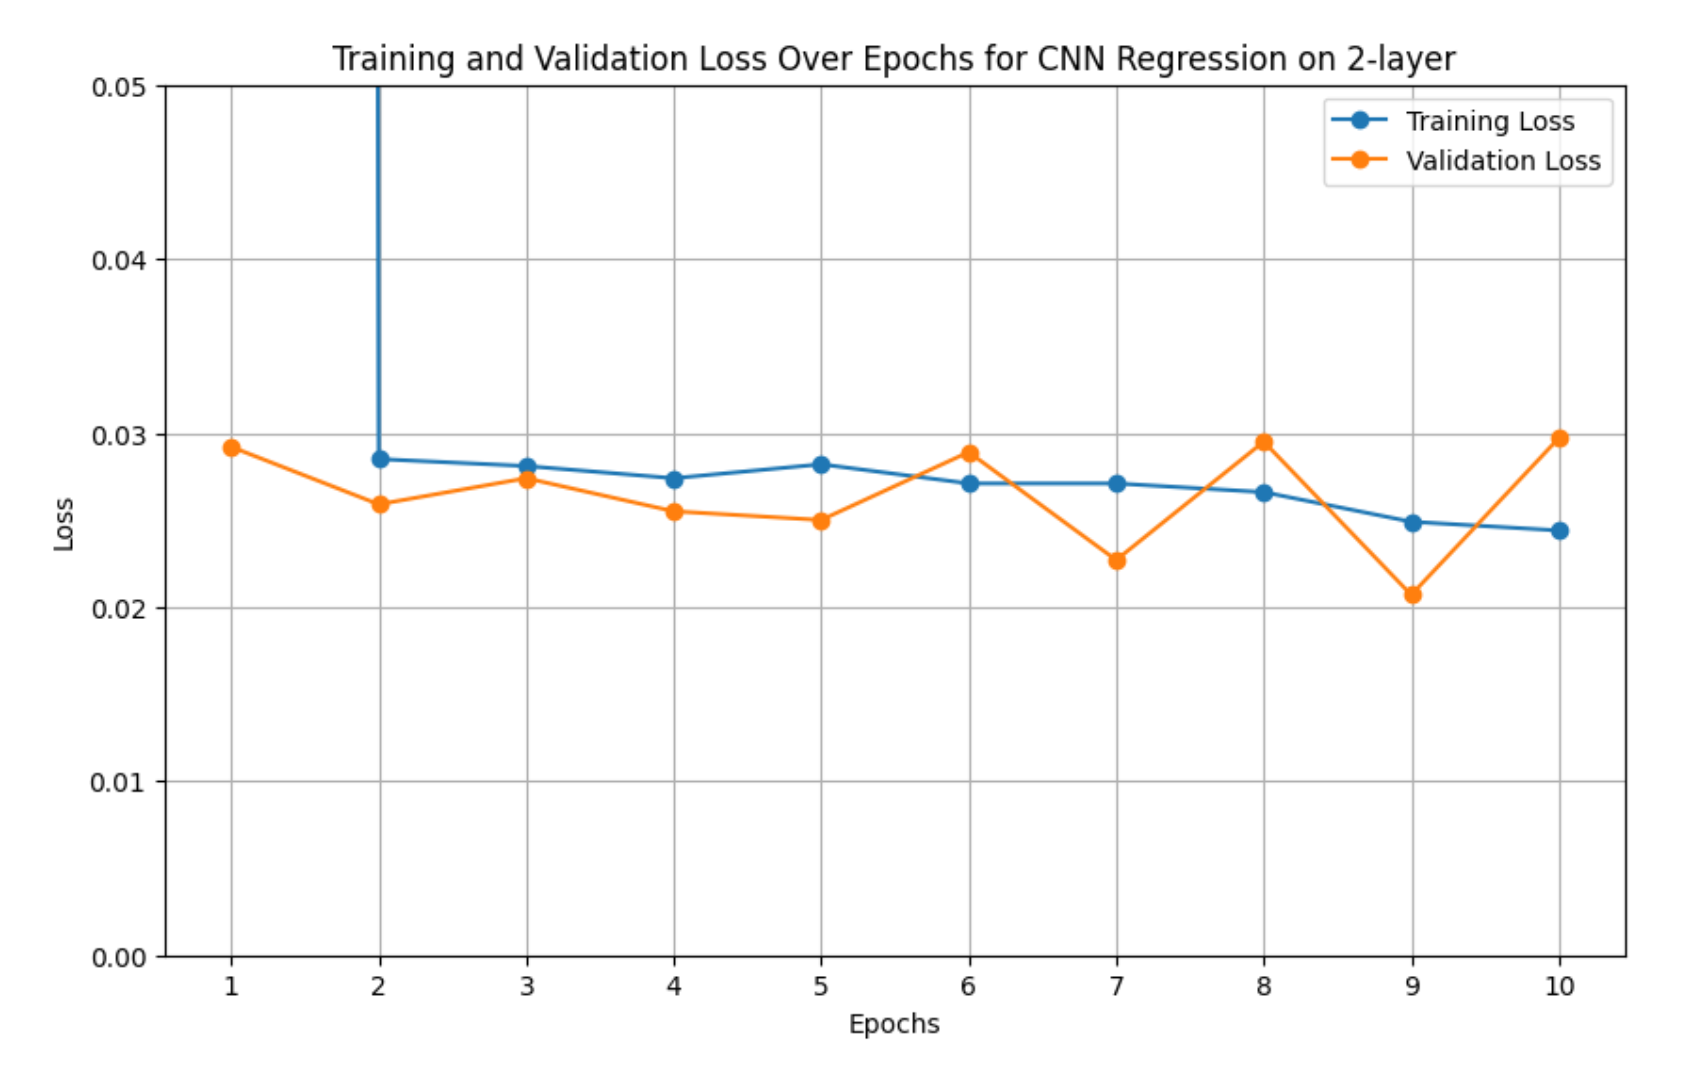 Training and Validation Loss Over Epochs for CNN Regression on 2-layer
0.05
0.04
0.03
0.02
0.01
0.00
Loss
Training Loss
Validation Loss
1 2 3 4 5 6 7 8 9 10
Epochs